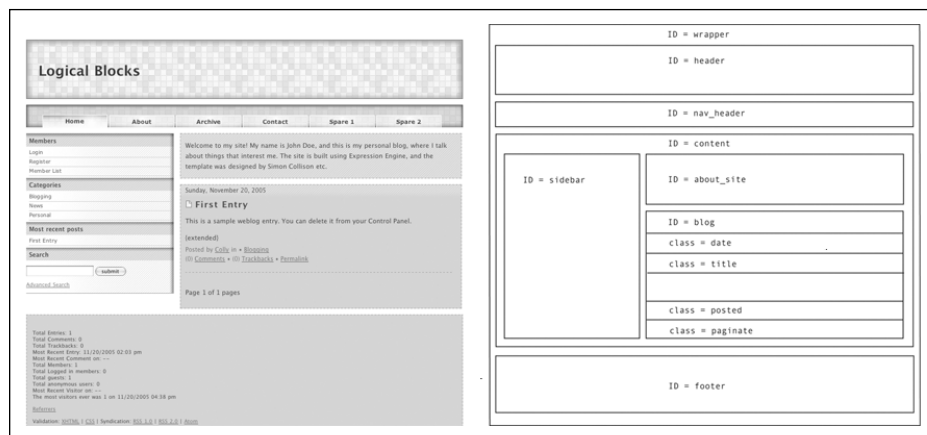 Logical Blocks
Home About Archive Contact Spare 1 Spare 2
Members
Login
Register
Member List
Categories
Blogging
News
Personal
Most recent posts
First Entry
Search
submit
Advanced Search
Welcome to my site! My name is John Doe, and this is my personal blog, where I talk
about things that interest me. The site is built using Expression Engine, and the
template was designed by Simon Collison etc.
Sunday, November 20, 2005
First Entry
This is a sample weblog entry. You can delete it from your Control Panel.
(extended)
Posted by Colly in • Blogging
Comments • Trackbacks • Permalink
Page 1 of 1 pages
Total Entries: 1
Total Comments: 0
Total Trackbacks: 0
Most Recent Entry: 11/20/2005 02:03 pm
Most Recent Comment on: --
Total Members: 1
Total Logged in members: 0
Total guests: 1
Total anonymous users: 0
Most Recent Visitor on: --
The most visitors ever was 1 on 11/20/2005 04:38 pm
Referrers
Validation: XHTML | CSS | Syndication: RSS 1.0 | RSS 2.0 | Atom
ID = wrapper
ID = header
ID = nav_header
ID = content
ID = sidebar
ID = about_site
ID = blog
class = date
class = title
class = posted
class = paginate
ID = footer